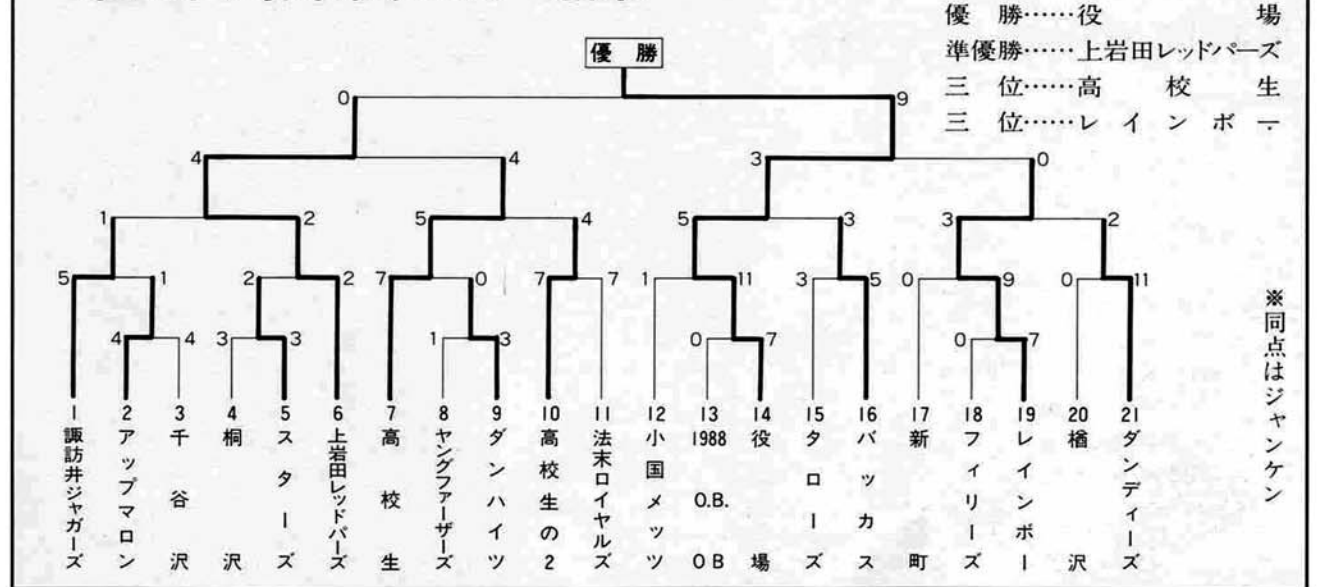 優勝……役場
準優勝……上岩田レッドパーズ
三位……高校生
三位……レインボー
優勝
0 9
4 4 3 0
1 2 5 4 5 3 3 2
5 1 2 2 7 0 7 7 1 11 3 5 0 9 0 11
4 4 3 3 1 3 0 7 0 7
1 諏訪井ジャガーズ
2 アップマロン
3 千谷沢
4 桐沢
5 スターズ
6 上岩田レッドパーズ
7 高校生
8 ヤングファーザーズ
9 ダンハイツ
10 高校生の2
11 法末ロイヤルズ
12 小国メッツ
13 1988 O.B. OB
14 役場
15 タローズ
16 バッカス
17 新町
18 フィリーズ
19 レインボー
20 楢沢
21 ダンディーズ
※同点はジャンケン